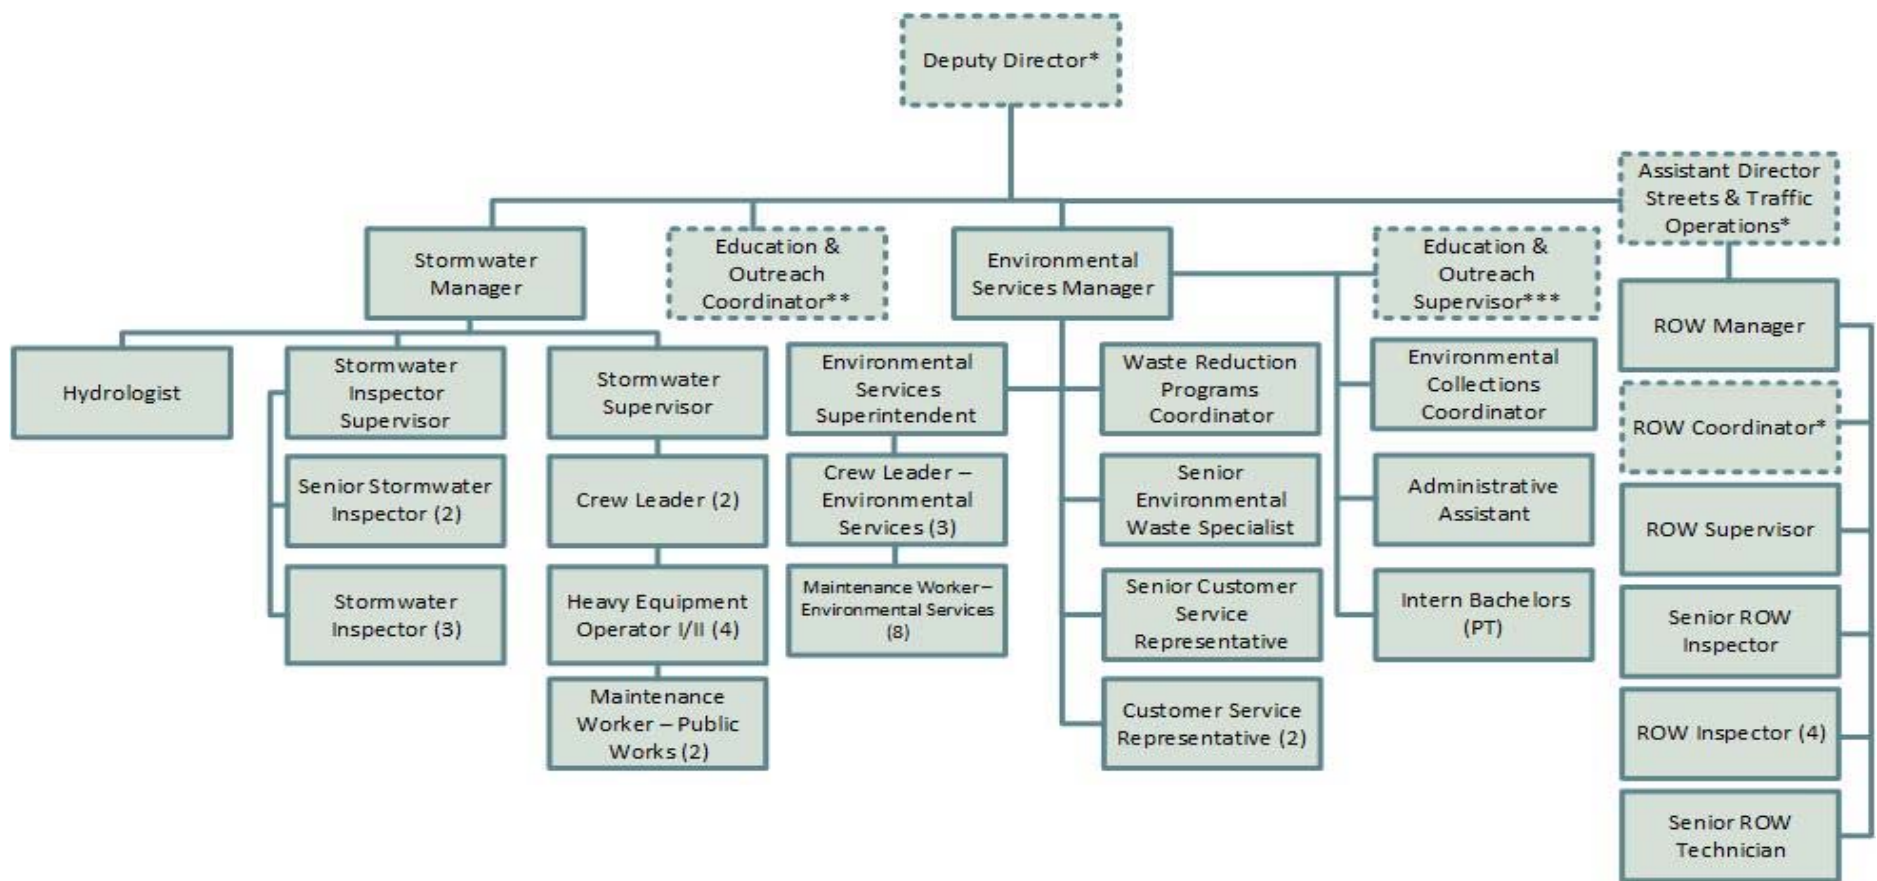 Deputy Director*
Assistant Director
Streets & Traffic
Operations*
Stormwater
Manager
Education &
Outreach
Coordinator**
Environmental
Services Manager
Education &
Outreach
Supervisor***
ROW Manager
Hydrologist
Stormwater
Inspector
Supervisor
Stormwater
Supervisor
Environmental
Services
Superintendent
Waste Reduction
Programs
Coordinator
Environmental
Collections
Coordinator
ROW Coordinator*
Senior Stormwater
Inspector (2)
Crew Leader (2)
Crew Leader –
Environmental
Services (3)
Senior
Environmental
Waste Specialist
Administrative
Assistant
ROW Supervisor
Stormwater
Inspector (3)
Heavy Equipment
Operator I/II (4)
Maintenance Worker –
Environmental Services
(8)
Senior Customer
Service
Representative
Intern Bachelors
(PT)
Senior ROW
Inspector
Maintenance
Worker – Public
Works (2)
Customer Service
Representative (2)
ROW Inspector (4)
Senior ROW
Technician